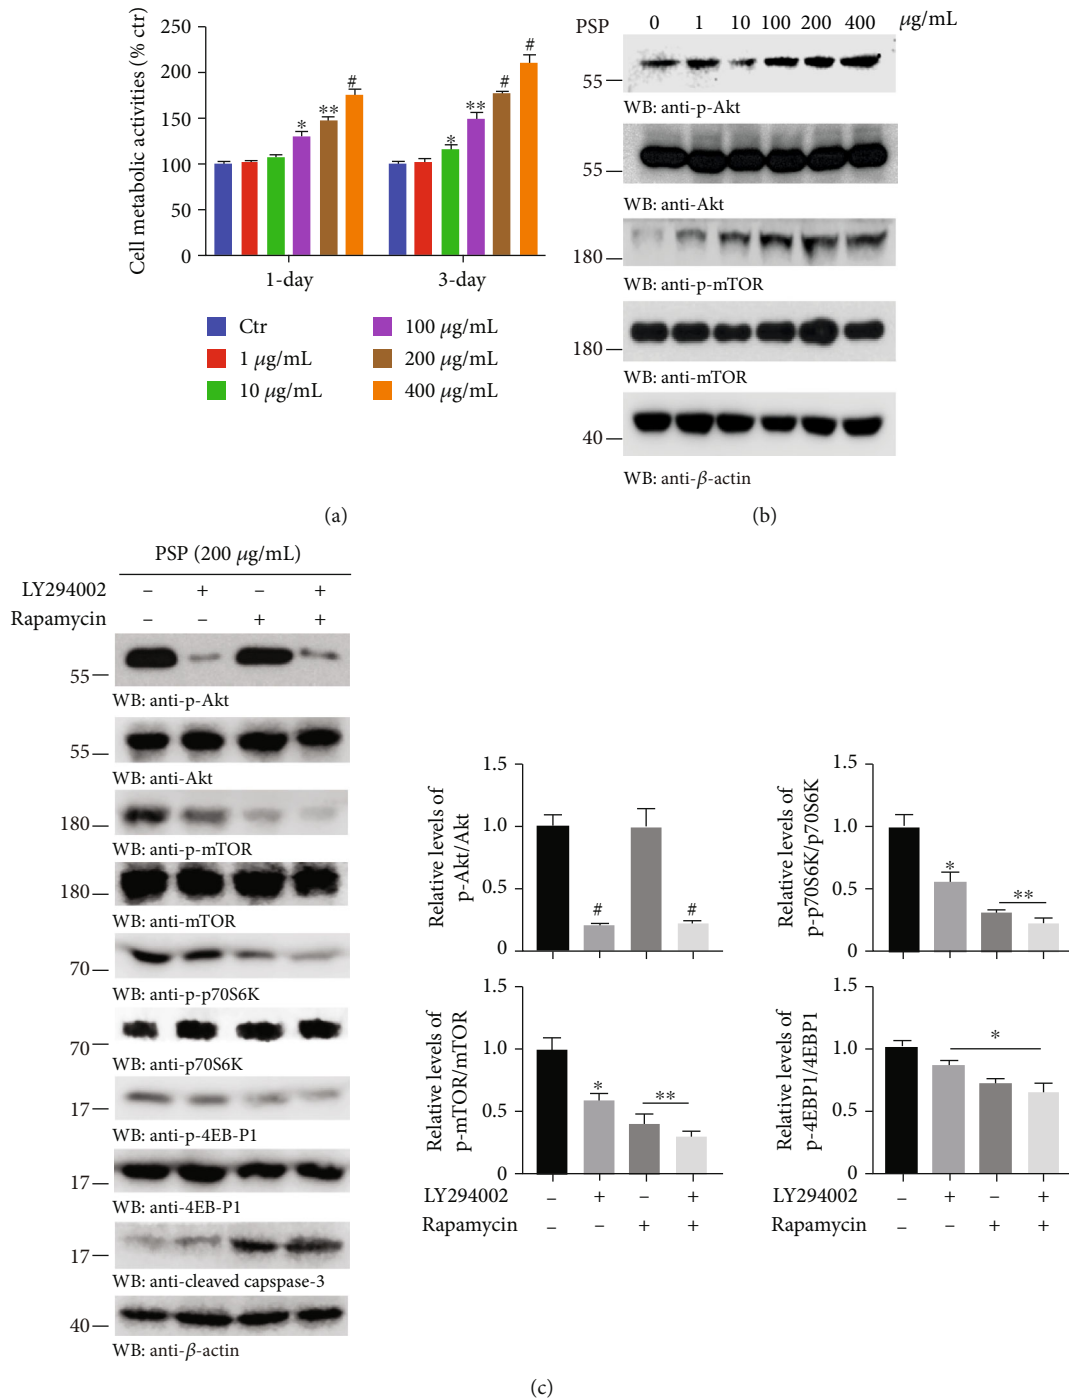 Cell metabolic activities (% ctr)
250
200
150
100
50
0
* ** # * ** # #
1-day 3-day
Ctr 100 μg/mL
1 μg/mL 200 μg/mL
10 μg/mL 400 μg/mL
(a)
PSP 0 1 10 100 200 400 μg/mL
55
WB: anti-p-Akt
55
WB: anti-Akt
180
WB: anti-p-mTOR
180
WB: anti-mTOR
40
WB: anti-β-actin
(b)
PSP (200 μg/mL)
LY294002 – + – +
Rapamycin – – + +
55
WB: anti-p-Akt
55
WB: anti-Akt
180
WB: anti-p-mTOR
180
WB: anti-mTOR
70
WB: anti-p-p70S6K
70
WB: anti-p70S6K
17
WB: anti-p-4EB-P1
17
WB: anti-4EB-P1
17
WB: anti-cleaved capspase-3
40
WB: anti-β-actin
Relative levels of
p-Akt/Akt
1.5
1.0
0.5
0
# #
Relative levels of
p-p70S6K/p70S6K
1.5
1.0
0.5
0
* **
Relative levels of
p-mTOR/mTOR
1.5
1.0
0.5
0
* **
LY294002 – + – +
Rapamycin – – + +
Relative levels of
p-4EBP1/4EBP1
1.5
1.0
0.5
0
*
– + – +
– – + +
(c)